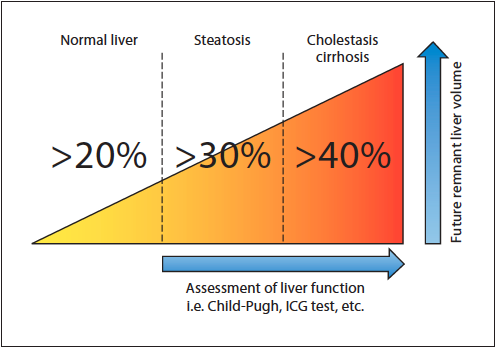 Normal liver
Steatosis
Cholestasis
cirrhosis
>20%
>30%
>40%
Future remnant liver volume
Assessment of liver function
i.e. Child-Pugh, ICG test, etc.